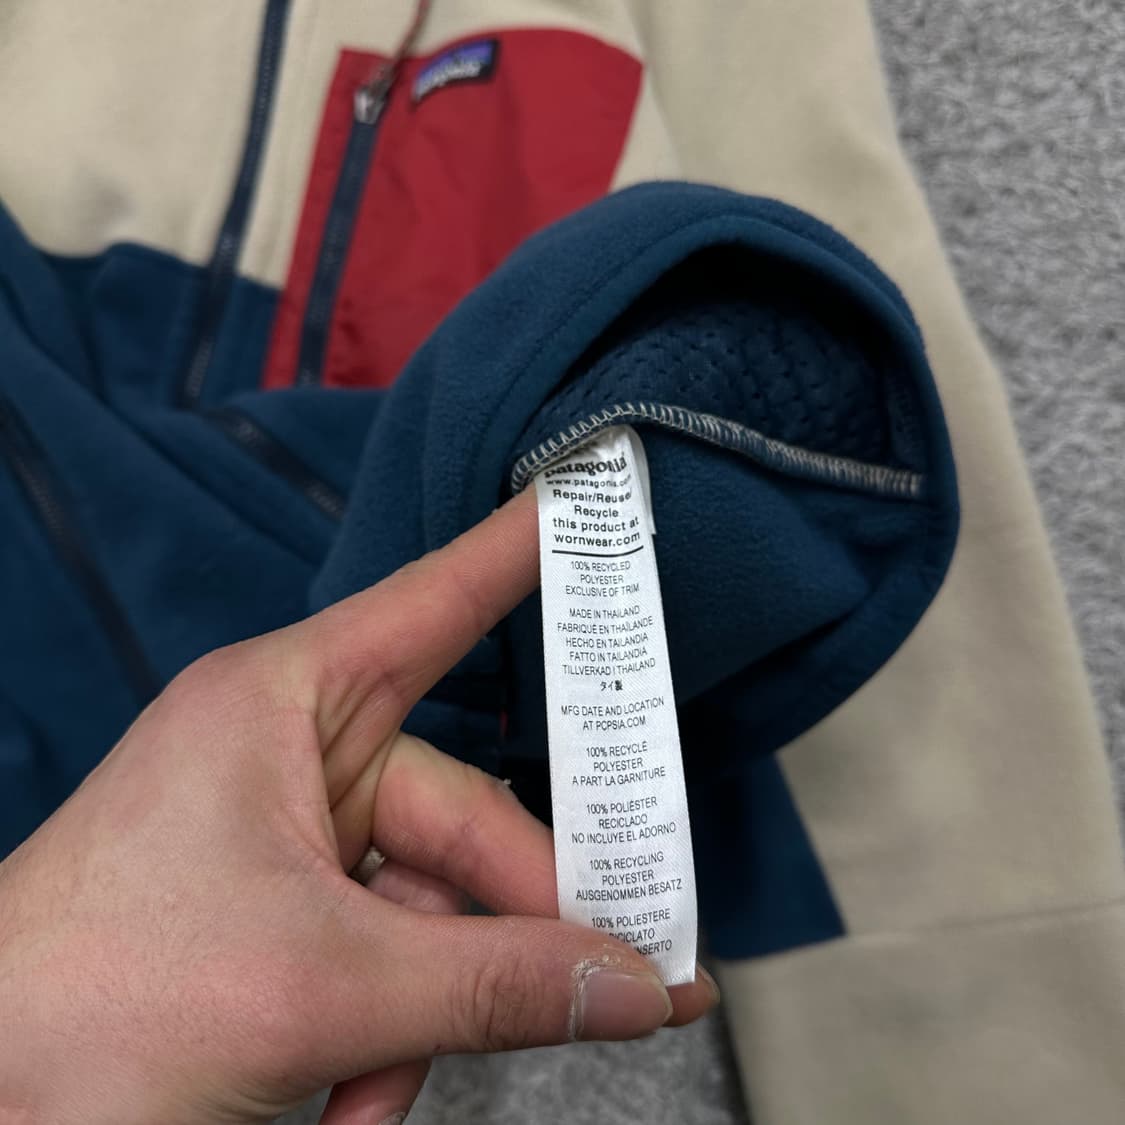 patagonia
patagonia
www.patagonia.com
Repair/Reuse/
Recycle
this product at
wornwear.com
100% RECYCLED
POLYESTER
EXCLUSIVE OF TRIM
MADE IN THAILAND
FABRIQUÉ EN THAÏLANDE
HECHO EN TAILANDIA
FATTO IN TAILANDIA
TILLVERKAD I THAILAND
タイ製
MFG DATE AND LOCATION
AT PCPSIA.COM
100% RECYCLÉ
POLYESTER
A PART LA GARNITURE
100% POLIÉSTER
RECICLADO
NO INCLUYE EL ADORNO
100% RECYCLING
POLYESTER
AUSGENOMMEN BESATZ
100% POLIESTERE
RICICLATO
INSERTO